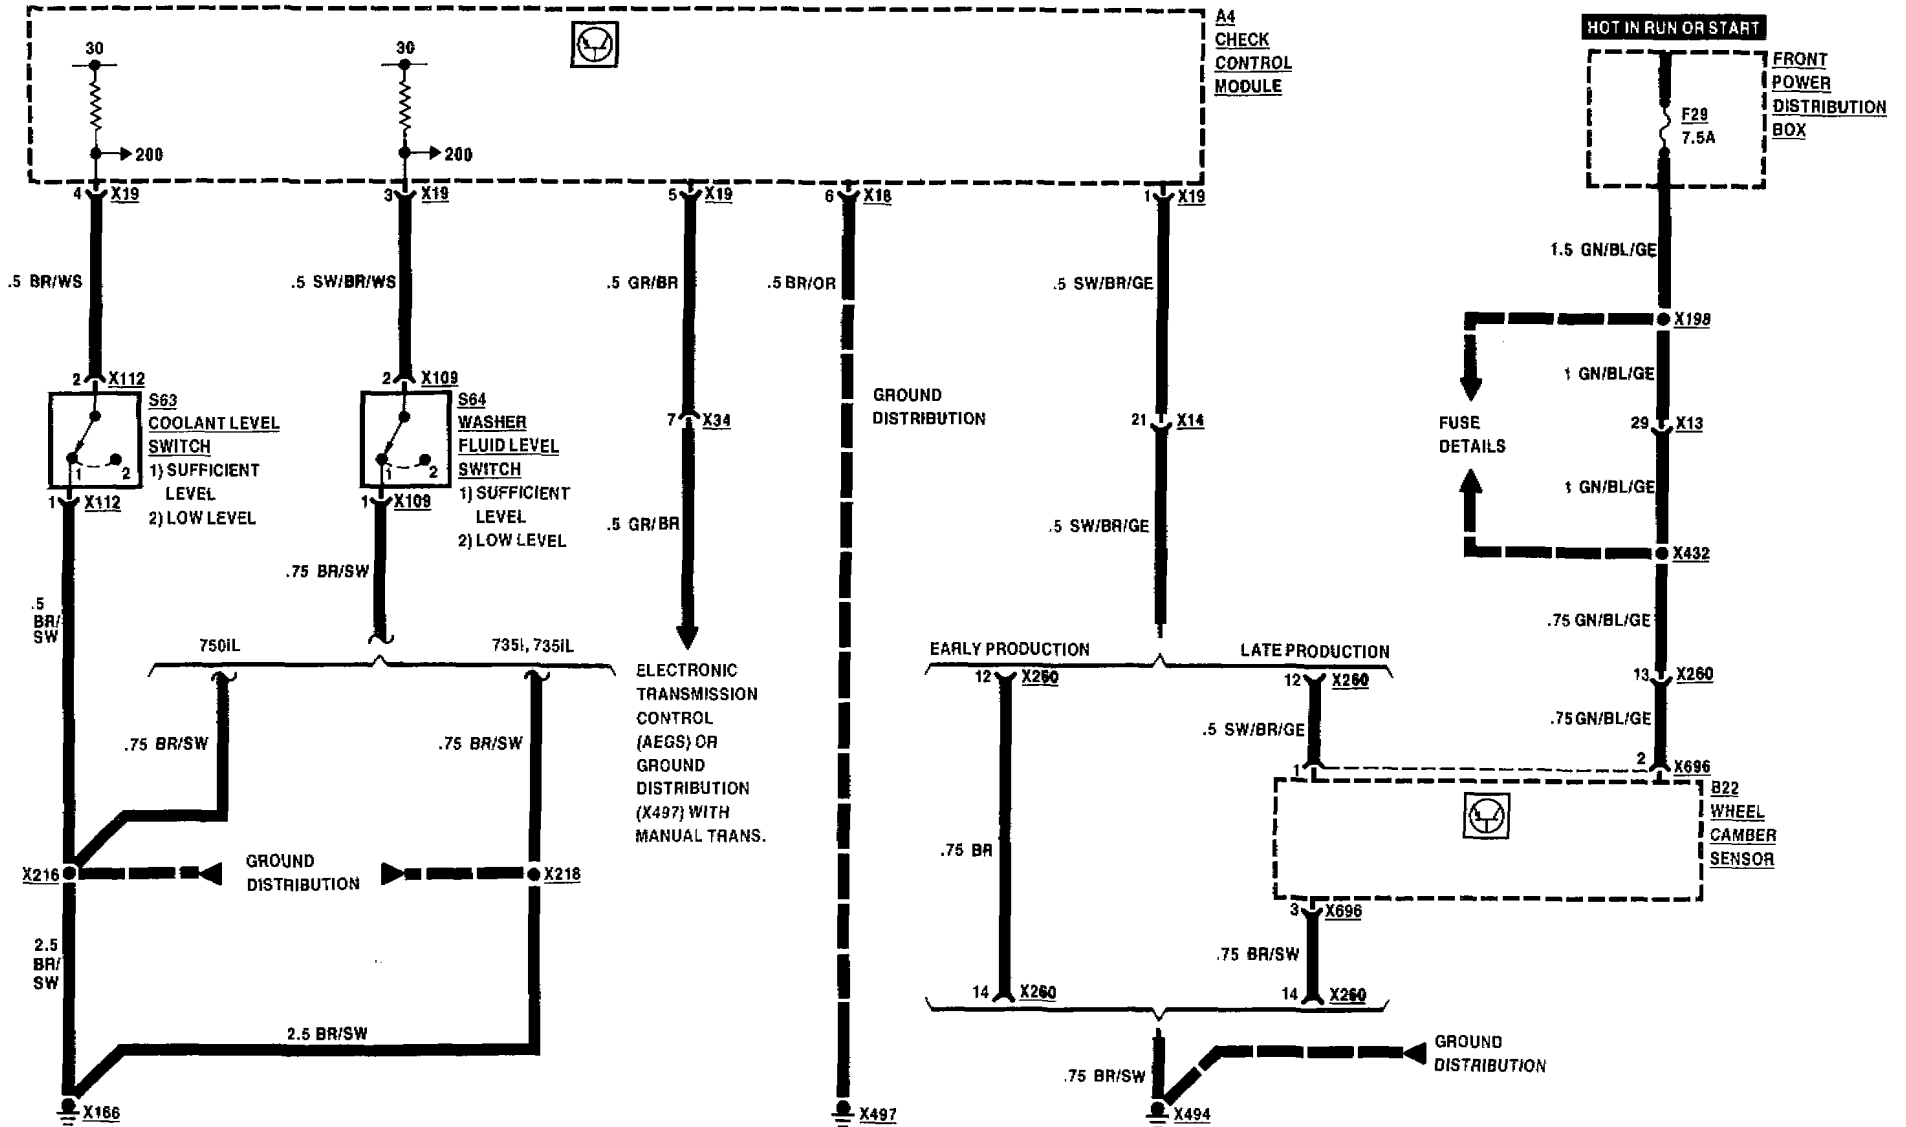 A4
CHECK
CONTROL
MODULE
HOT IN RUN OR START
FRONT
POWER
DISTRIBUTION
BOX
F29
7.5A
30
30
200
200
4 X19
3 X19
5 X19
6 X18
1 X19
.5 BR/WS
.5 SW/BR/WS
.5 GR/BR
.5 BR/OR
.5 SW/BR/GE
1.5 GN/BL/GE
X198
1 GN/BL/GE
2 X112
2 X109
S63
COOLANT LEVEL
SWITCH
1) SUFFICIENT
LEVEL
2) LOW LEVEL
1 2
1 X112
S64
WASHER
FLUID LEVEL
SWITCH
1) SUFFICIENT
LEVEL
2) LOW LEVEL
1 2
1 X109
7 X34
GROUND
DISTRIBUTION
21 X14
FUSE
DETAILS
29 X13
1 GN/BL/GE
.5 GR/BR
.5 SW/BR/GE
X432
.75 BR/SW
.5
BR/
SW
.75 GN/BL/GE
750iL
735i, 735iL
ELECTRONIC
TRANSMISSION
CONTROL
(AEGS) OR
GROUND
DISTRIBUTION
(X497) WITH
MANUAL TRANS.
EARLY PRODUCTION
LATE PRODUCTION
12 X260
12 X260
13 X260
.75 BR/SW
.75 BR/SW
.5 SW/BR/GE
.75 GN/BL/GE
1
2 X696
B22
WHEEL
CAMBER
SENSOR
.75 BR
X216
GROUND
DISTRIBUTION
X218
3 X696
2.5
BR/
SW
.75 BR/SW
14 X260
14 X260
2.5 BR/SW
GROUND
DISTRIBUTION
.75 BR/SW
X166
X497
X494